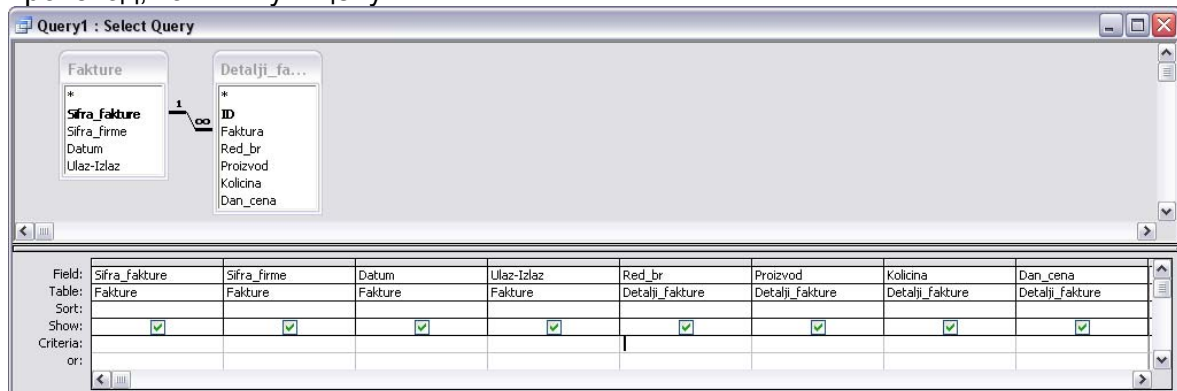 Query1 : Select Query
Fakture
*
Sifra_fakture
Sifra_firme
Datum
Ulaz-Izlaz
1
∞
Detalji_fa...
*
ID
Faktura
Red_br
Proizvod
Kolicina
Dan_cena
Field: Sifra_fakture Sifra_firme Datum Ulaz-Izlaz Red_br Proizvod Kolicina Dan_cena
Table: Fakture Fakture Fakture Fakture Detalji_fakture Detalji_fakture Detalji_fakture Detalji_fakture
Sort:
Show:
Criteria:
or: